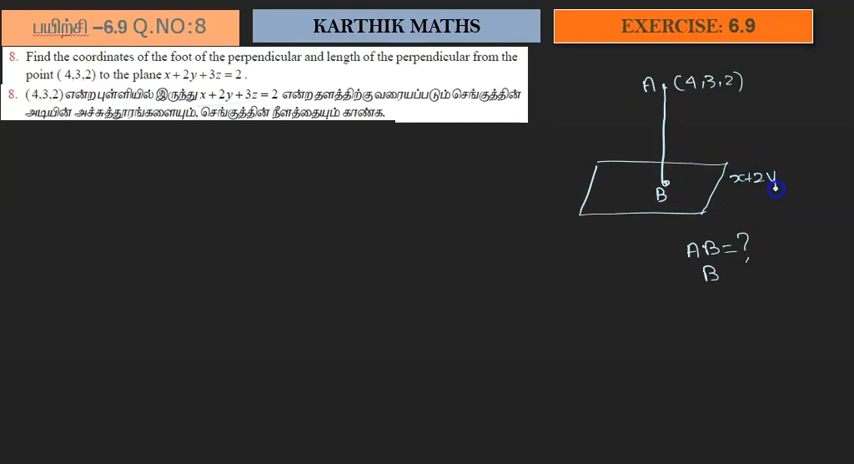 பயிற்சி –6.9 Q.NO:8
KARTHIK MATHS
EXERCISE: 6.9
8. Find the coordinates of the foot of the perpendicular and length of the perpendicular from the
point ( 4,3,2) to the plane x + 2y + 3z = 2 .
8. (4,3,2) என்ற புள்ளியில் இருந்து x + 2y + 3z = 2 என்ற தளத்திற்கு வரையப்படும் செங்குத்தின்
அடியின் அச்சுத்தூரங்களையும், செங்குத்தின் நீளத்தையும் காண்க.
A (4,3,2)
x+2y
B
AB=?
B